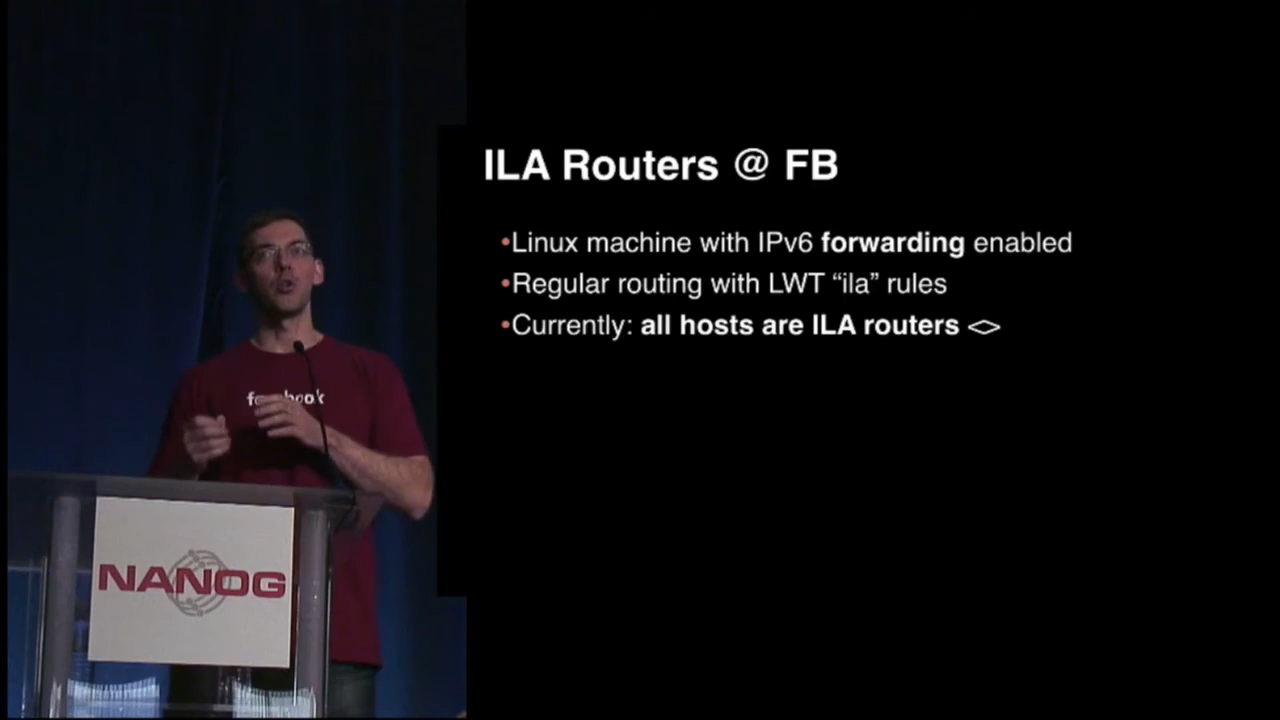 ILA Routers @ FB
•Linux machine with IPv6 forwarding enabled
•Regular routing with LWT “ila” rules
•Currently: all hosts are ILA routers <>
NANOG